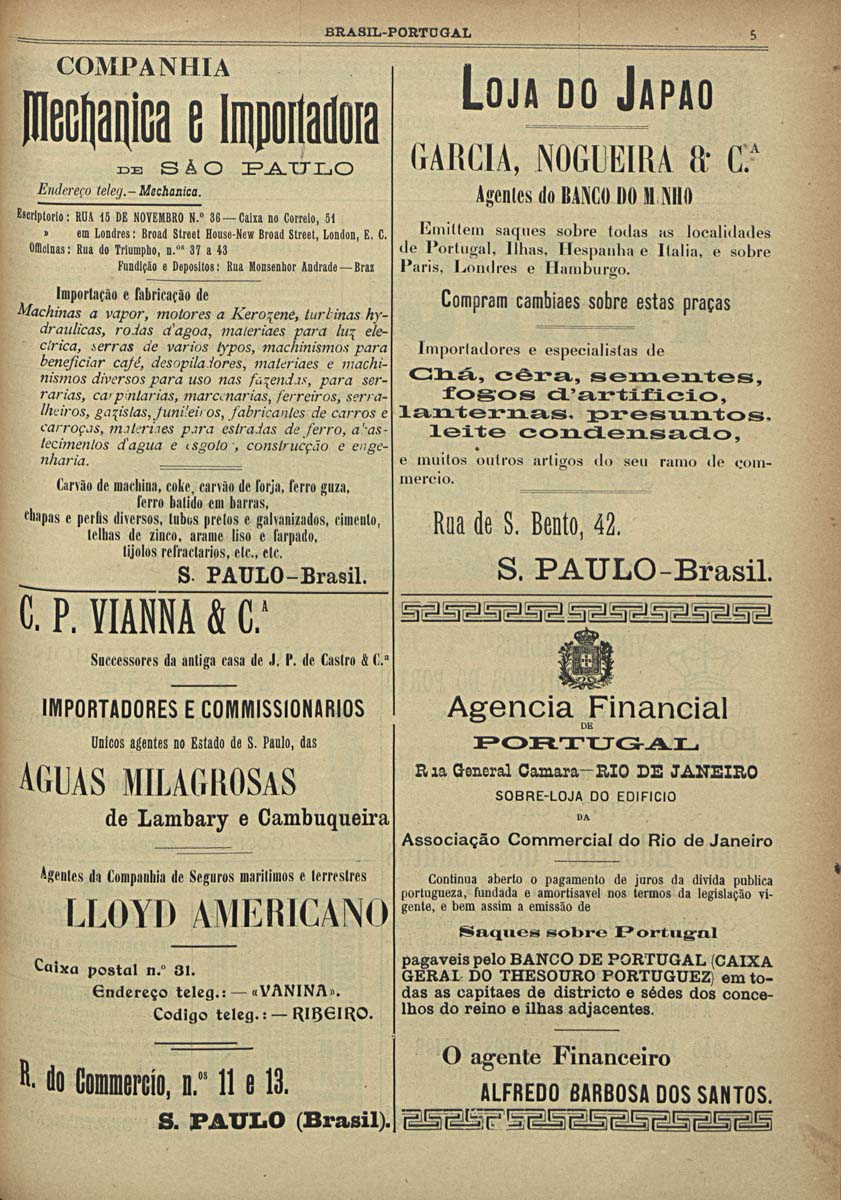 BRASIL-PORTUGAL
5
COMPANHIA
Mechanica e Importadora
DE SÃO PAULO
Endereço teleg.—Mechanica.
Escriptorio: RUA 15 DE NOVEMBRO N.º 36—Caixa no Correio, 51
» em Londres: Broad Street House-New Broad Street, London, E. C.
Officinas: Rua do Triumpho, n.ºs 37 a 43
Fundição e Depositos: Rua Monsenhor Andrade—Braz
Importação e fabricação de
Machinas a vapor, motores a Kerozene, turbinas hy-
draulicas, rodas d'agoa, materiaes para luz ele-
ctrica, serras de varios typos, machinismos para
beneficiar café, desopiladores, materiaes e machi-
nismos diversos para uso nas fazendas, para ser-
rarias, carpintarias, marcenarias, ferreiros, serra-
lheiros, gazistas, funileiros, fabricantes de carros e
carroças, materiaes para estradas de ferro, abas-
tecimentos d'agua e esgoto, construcção e enge-
nharia.
Carvão de machina, coke, carvão de forja, ferro guza,
ferro batido em barras,
chapas e perfis diversos, tubos pretos e galvanizados, cimento,
telhas de zinco, arame liso e farpado,
tijolos refractarios, etc., etc.
S. PAULO—Brasil.
C. P. VIANNA & C.ª
Successores da antiga casa de J. P. de Castro & C.ª
IMPORTADORES E COMMISSIONARIOS
Unicos agentes no Estado de S. Paulo, das
AGUAS MILAGROSAS
de Lambary e Cambuqueira
Agentes da Companhia de Seguros maritimos e terrestres
LLOYD AMERICANO
Caixa postal n.º 31.
Endereço teleg.:—«VANINA».
Codigo teleg.:—RIBEIRO.
R. do Commercio, n.ºs 11 e 13.
S. PAULO (Brasil).
LOJA DO JAPAO
GARCIA, NOGUEIRA & C.ª
Agentes do BANCO DO MINHO
Emittem saques sobre todas as localidades
de Portugal, Ilhas, Hespanha e Italia, e sobre
Paris, Londres e Hamburgo.
Compram cambiaes sobre estas praças
Importadores e especialistas de
Chá, cêra, sementes,
fogos d'artificio,
lanternas, presuntos,
leite condensado,
e muitos outros artigos do seu ramo de com-
mercio.
Rua de S. Bento, 42.
S. PAULO-Brasil.
Agencia Financial
DE
PORTUGAL
Rua General Camara—RIO DE JANEIRO
SOBRE-LOJA DO EDIFICIO
DA
Associação Commercial do Rio de Janeiro
Continua aberto o pagamento de juros da divida publica
portugueza, fundada e amortisavel nos termos da legislação vi-
gente, e bem assim a emissão de
Saques sobre Portugal
pagaveis pelo BANCO DE PORTUGAL (CAIXA
GERAL DO THESOURO PORTUGUEZ) em to-
das as capitaes de districto e sédes dos conce-
lhos do reino e ilhas adjacentes.
O agente Financeiro
ALFREDO BARBOSA DOS SANTOS.